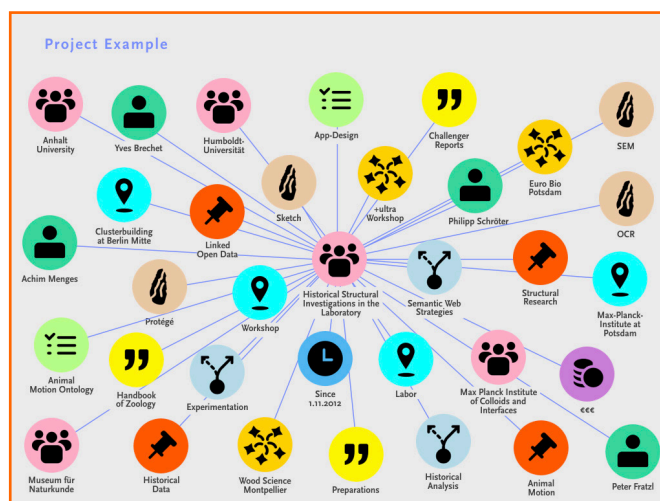 Project Example
Anhalt
University
Yves Brechet
Humboldt-
Universität
App-Design
Challenger
Reports
SEM
Clusterbuilding
at Berlin Mitte
Linked
Open Data
Sketch
+ultra
Workshop
Philipp Schröter
Euro Bio
Potsdam
OCR
Achim Menges
Protégé
Workshop
Historical Structural
Investigations in the
Laboratory
Semantic Web
Strategies
Structural
Research
Max-Planck-
Institute at
Potsdam
Animal
Motion Ontology
Handbook
of Zoology
Experimentation
Since
1.11.2012
Labor
Max Planck Institute
of Colloids and
Interfaces
€€€
Museum für
Naturkunde
Historical
Data
Wood Science
Montpellier
Preparations
Historical
Analysis
Animal
Motion
Peter Fratzl